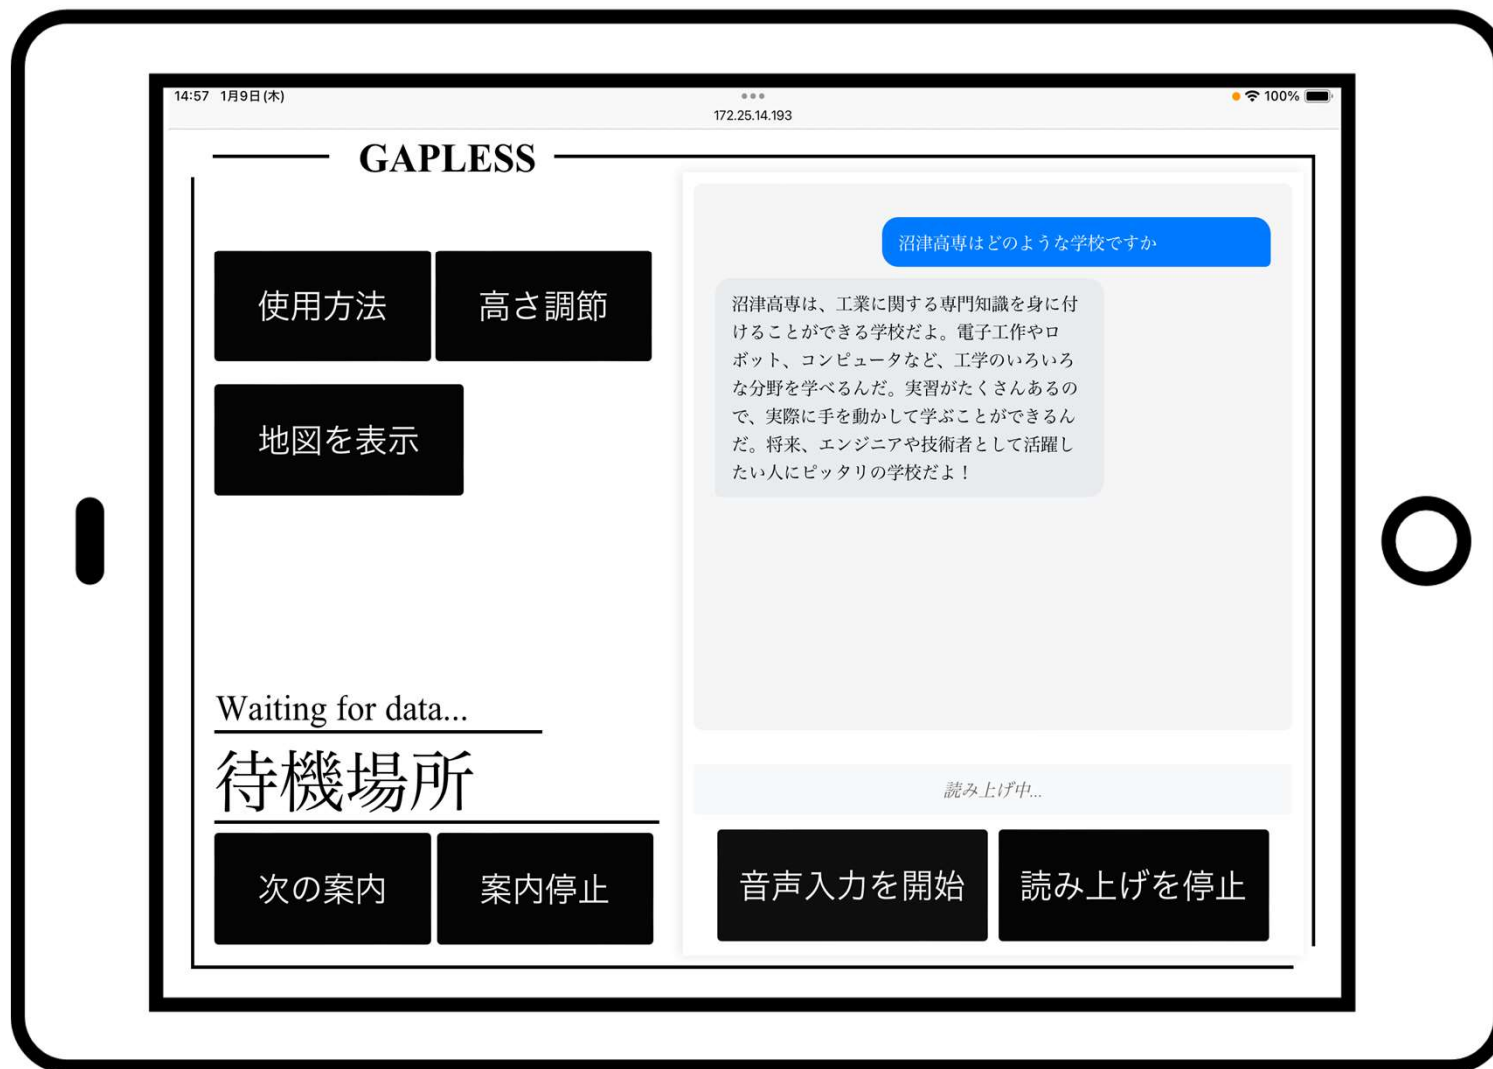 14:57 1月9日(木)
172.25.14.193
100%
GAPLESS
使用方法
高さ調節
地図を表示
Waiting for data...
待機場所
次の案内
案内停止
沼津高専はどのような学校ですか
沼津高専は、工業に関する専門知識を身に付
けることができる学校だよ。電子工作やロ
ボット、コンピュータなど、工学のいろいろ
な分野を学べるんだ。実習がたくさんあるの
で、実際に手を動かして学ぶことができるん
だ。将来、エンジニアや技術者として活躍し
たい人にピッタリの学校だよ！
読み上げ中...
音声入力を開始
読み上げを停止